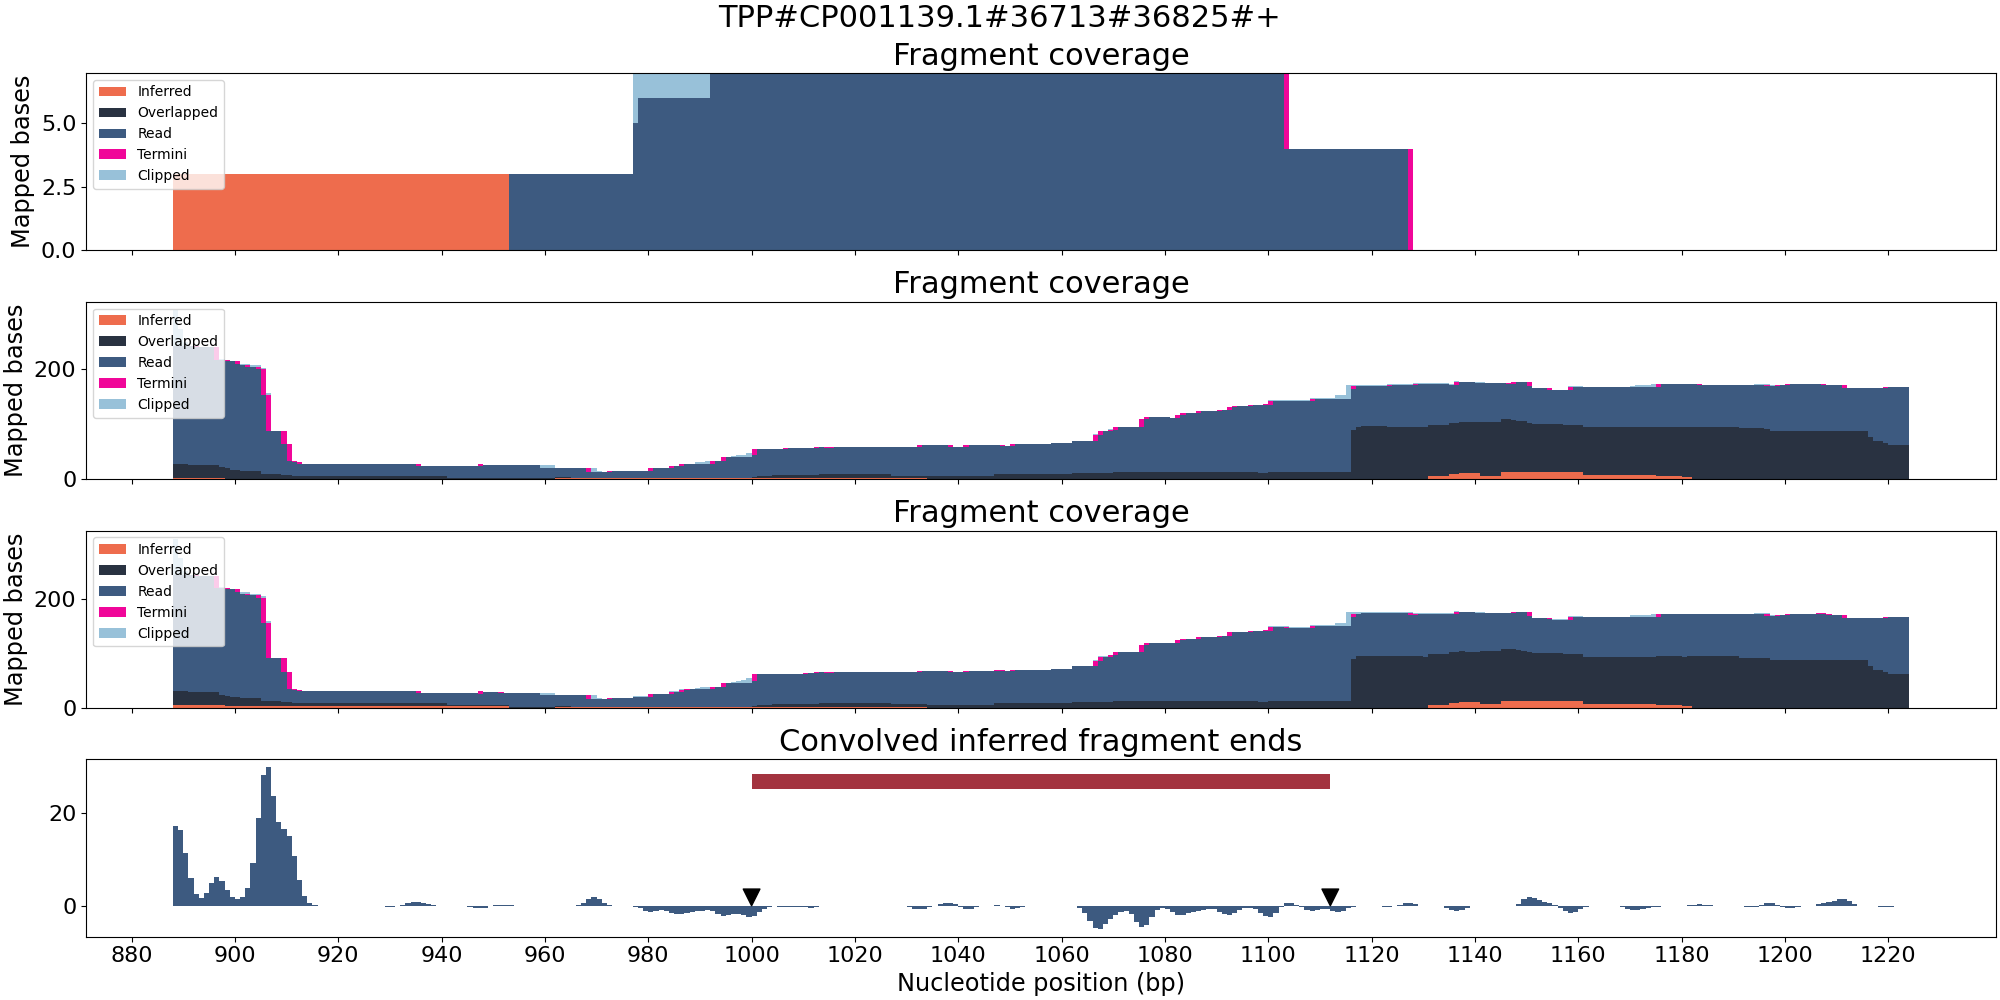 TPP#CP001139.1#36713#36825#+
Fragment coverage
Mapped bases
5.0
2.5
0.0
Inferred
Overlapped
Read
Termini
Clipped
Fragment coverage
Mapped bases
200
0
Inferred
Overlapped
Read
Termini
Clipped
Fragment coverage
Mapped bases
200
0
Inferred
Overlapped
Read
Termini
Clipped
Convolved inferred fragment ends
20
0
880 900 920 940 960 980 1000 1020 1040 1060 1080 1100 1120 1140 1160 1180 1200 1220
Nucleotide position (bp)